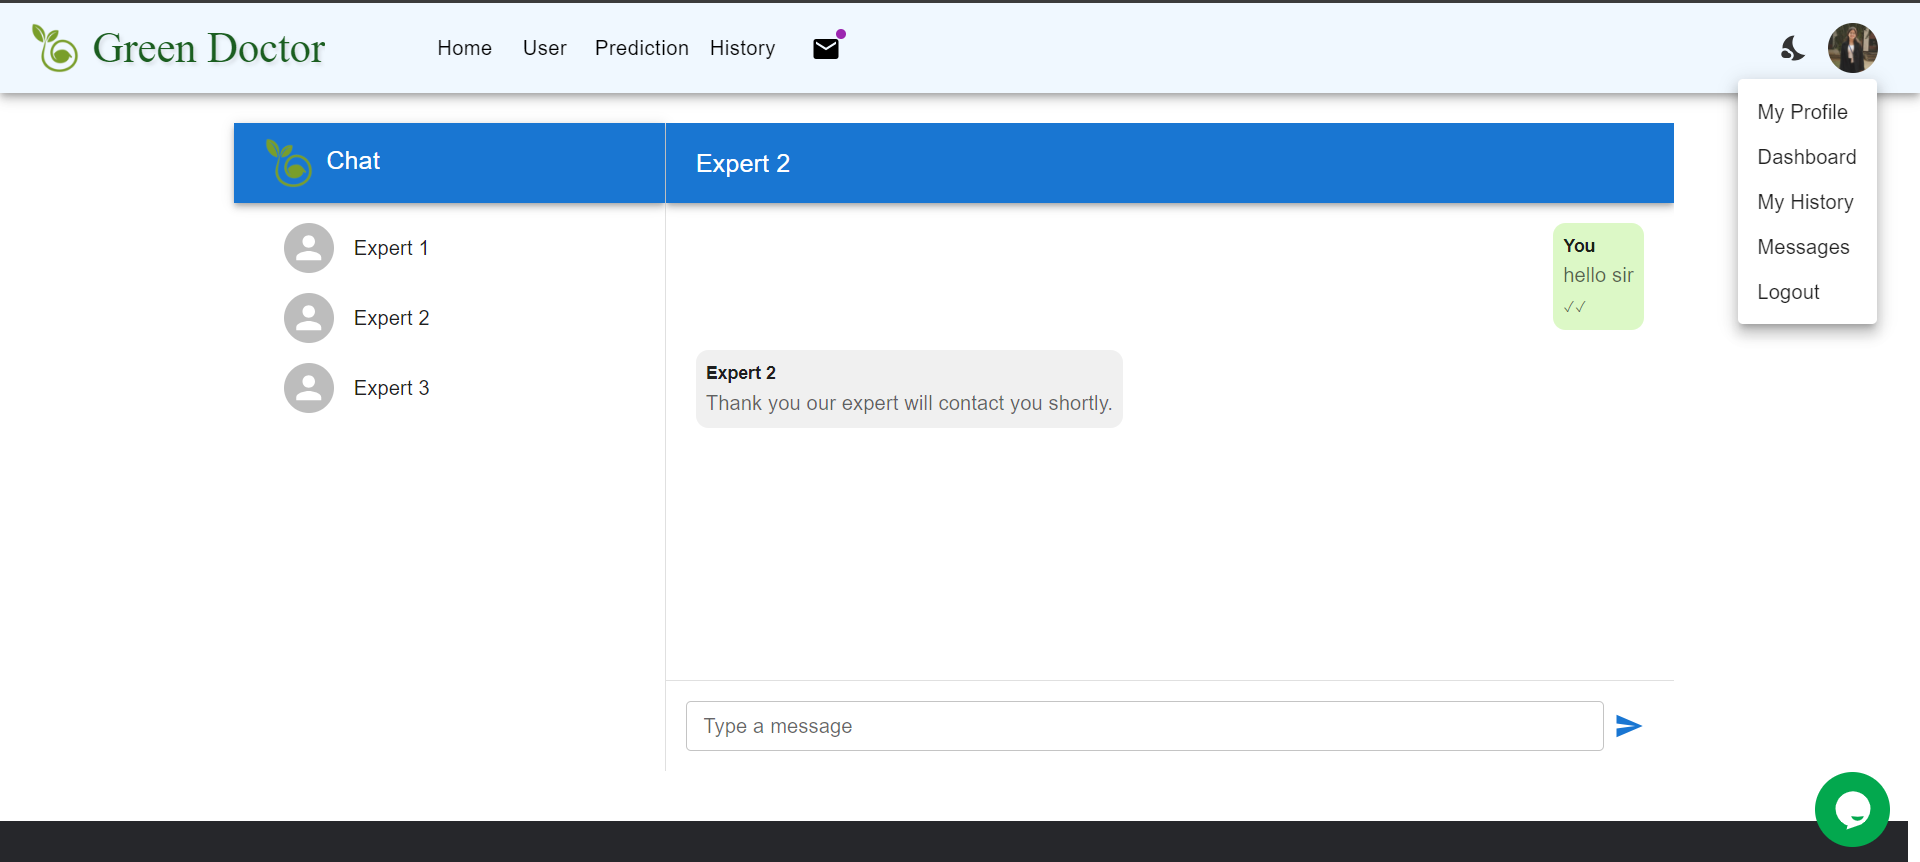 Green Doctor
Home User Prediction History
My Profile
Dashboard
My History
Messages
Logout
Chat
Expert 1
Expert 2
Expert 3
Expert 2
You
hello sir
✓✓
Expert 2
Thank you our expert will contact you shortly.
Type a message